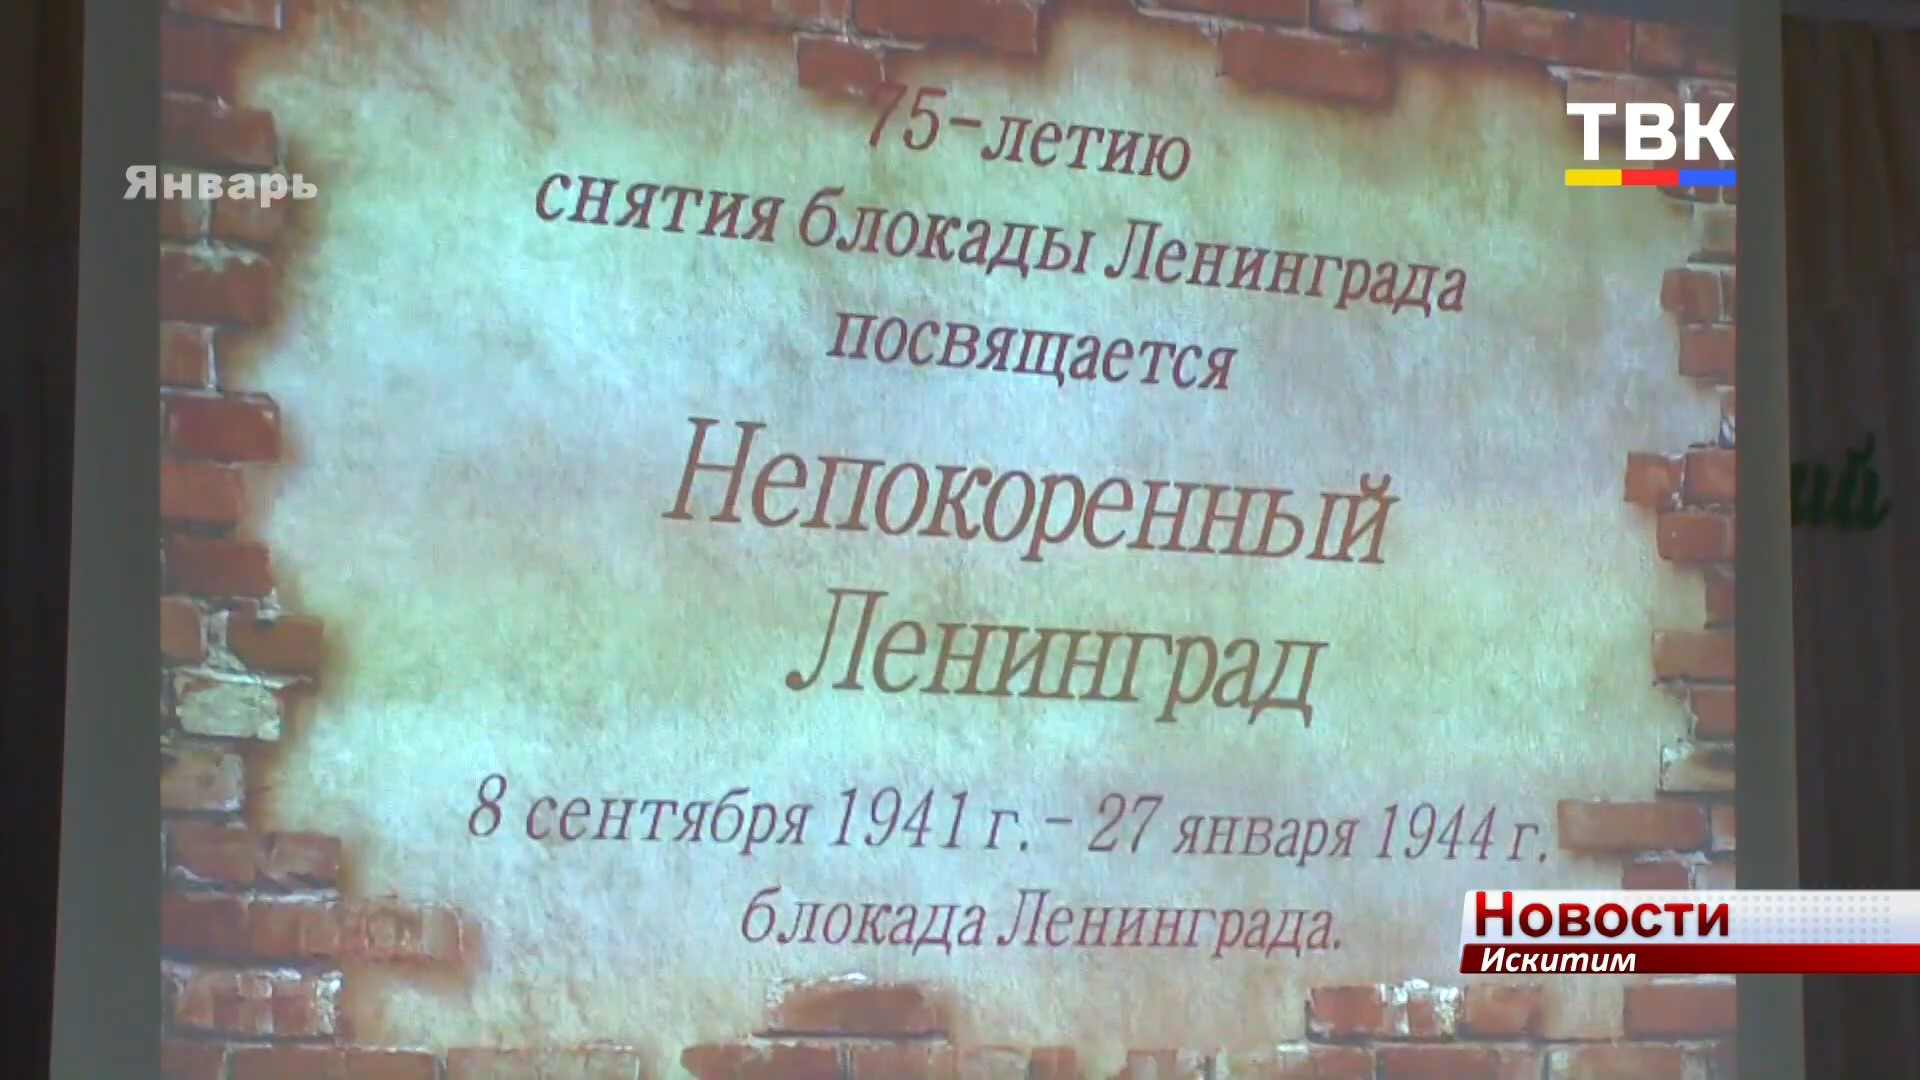 75-летию
снятия блокады Ленинграда
посвящается
Непокоренный
Ленинград
8 сентября 1941 г. - 27 января 1944 г.
блокада Ленинграда.
Январь
ТВК
Новости
Искитим